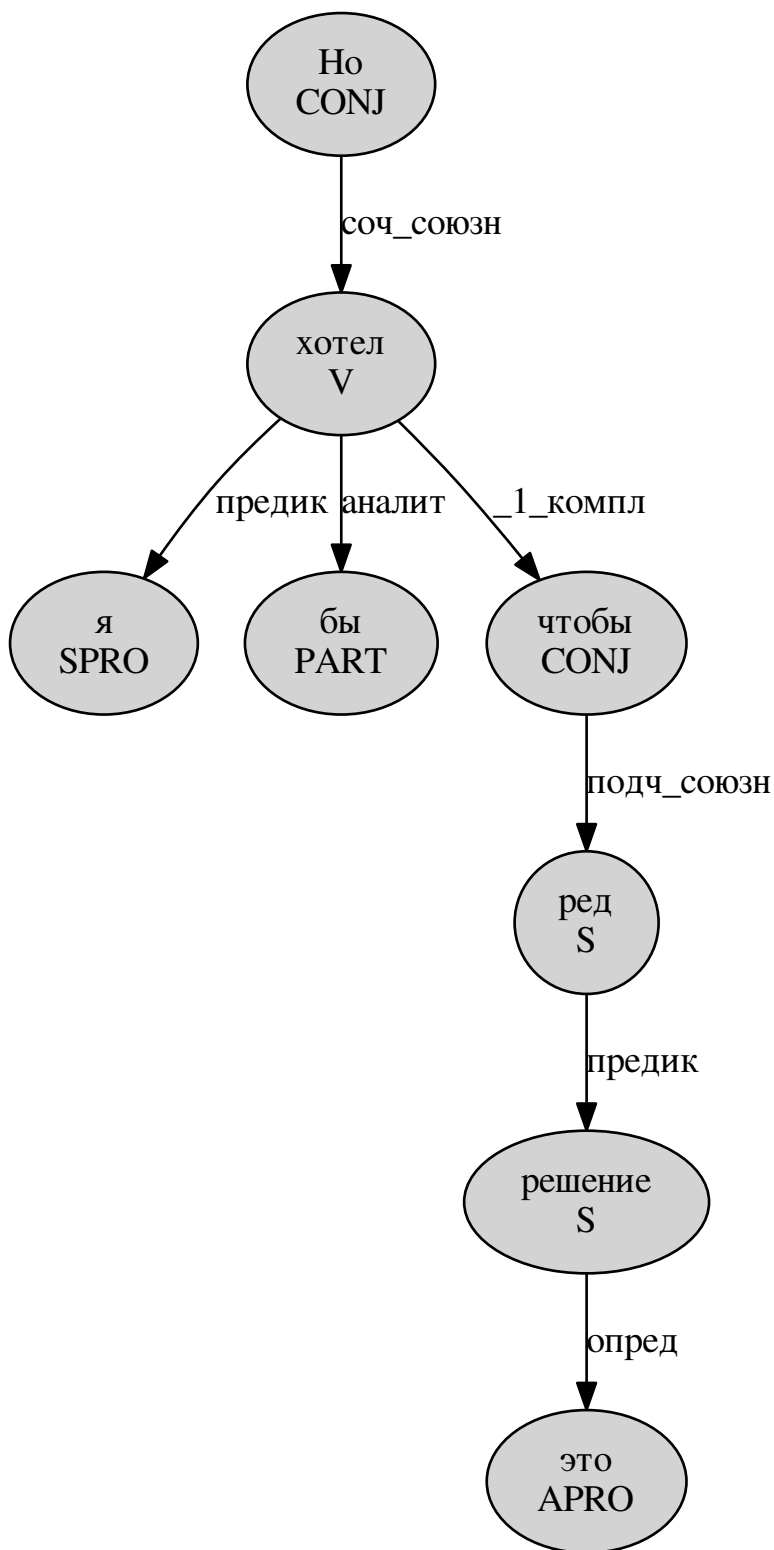 Но
CONJ
соч_союзн
хотел
V
предик аналит _1_компл
я
SPRO
бы
PART
чтобы
CONJ
подч_союзн
ред
S
предик
решение
S
опред
это
APRO